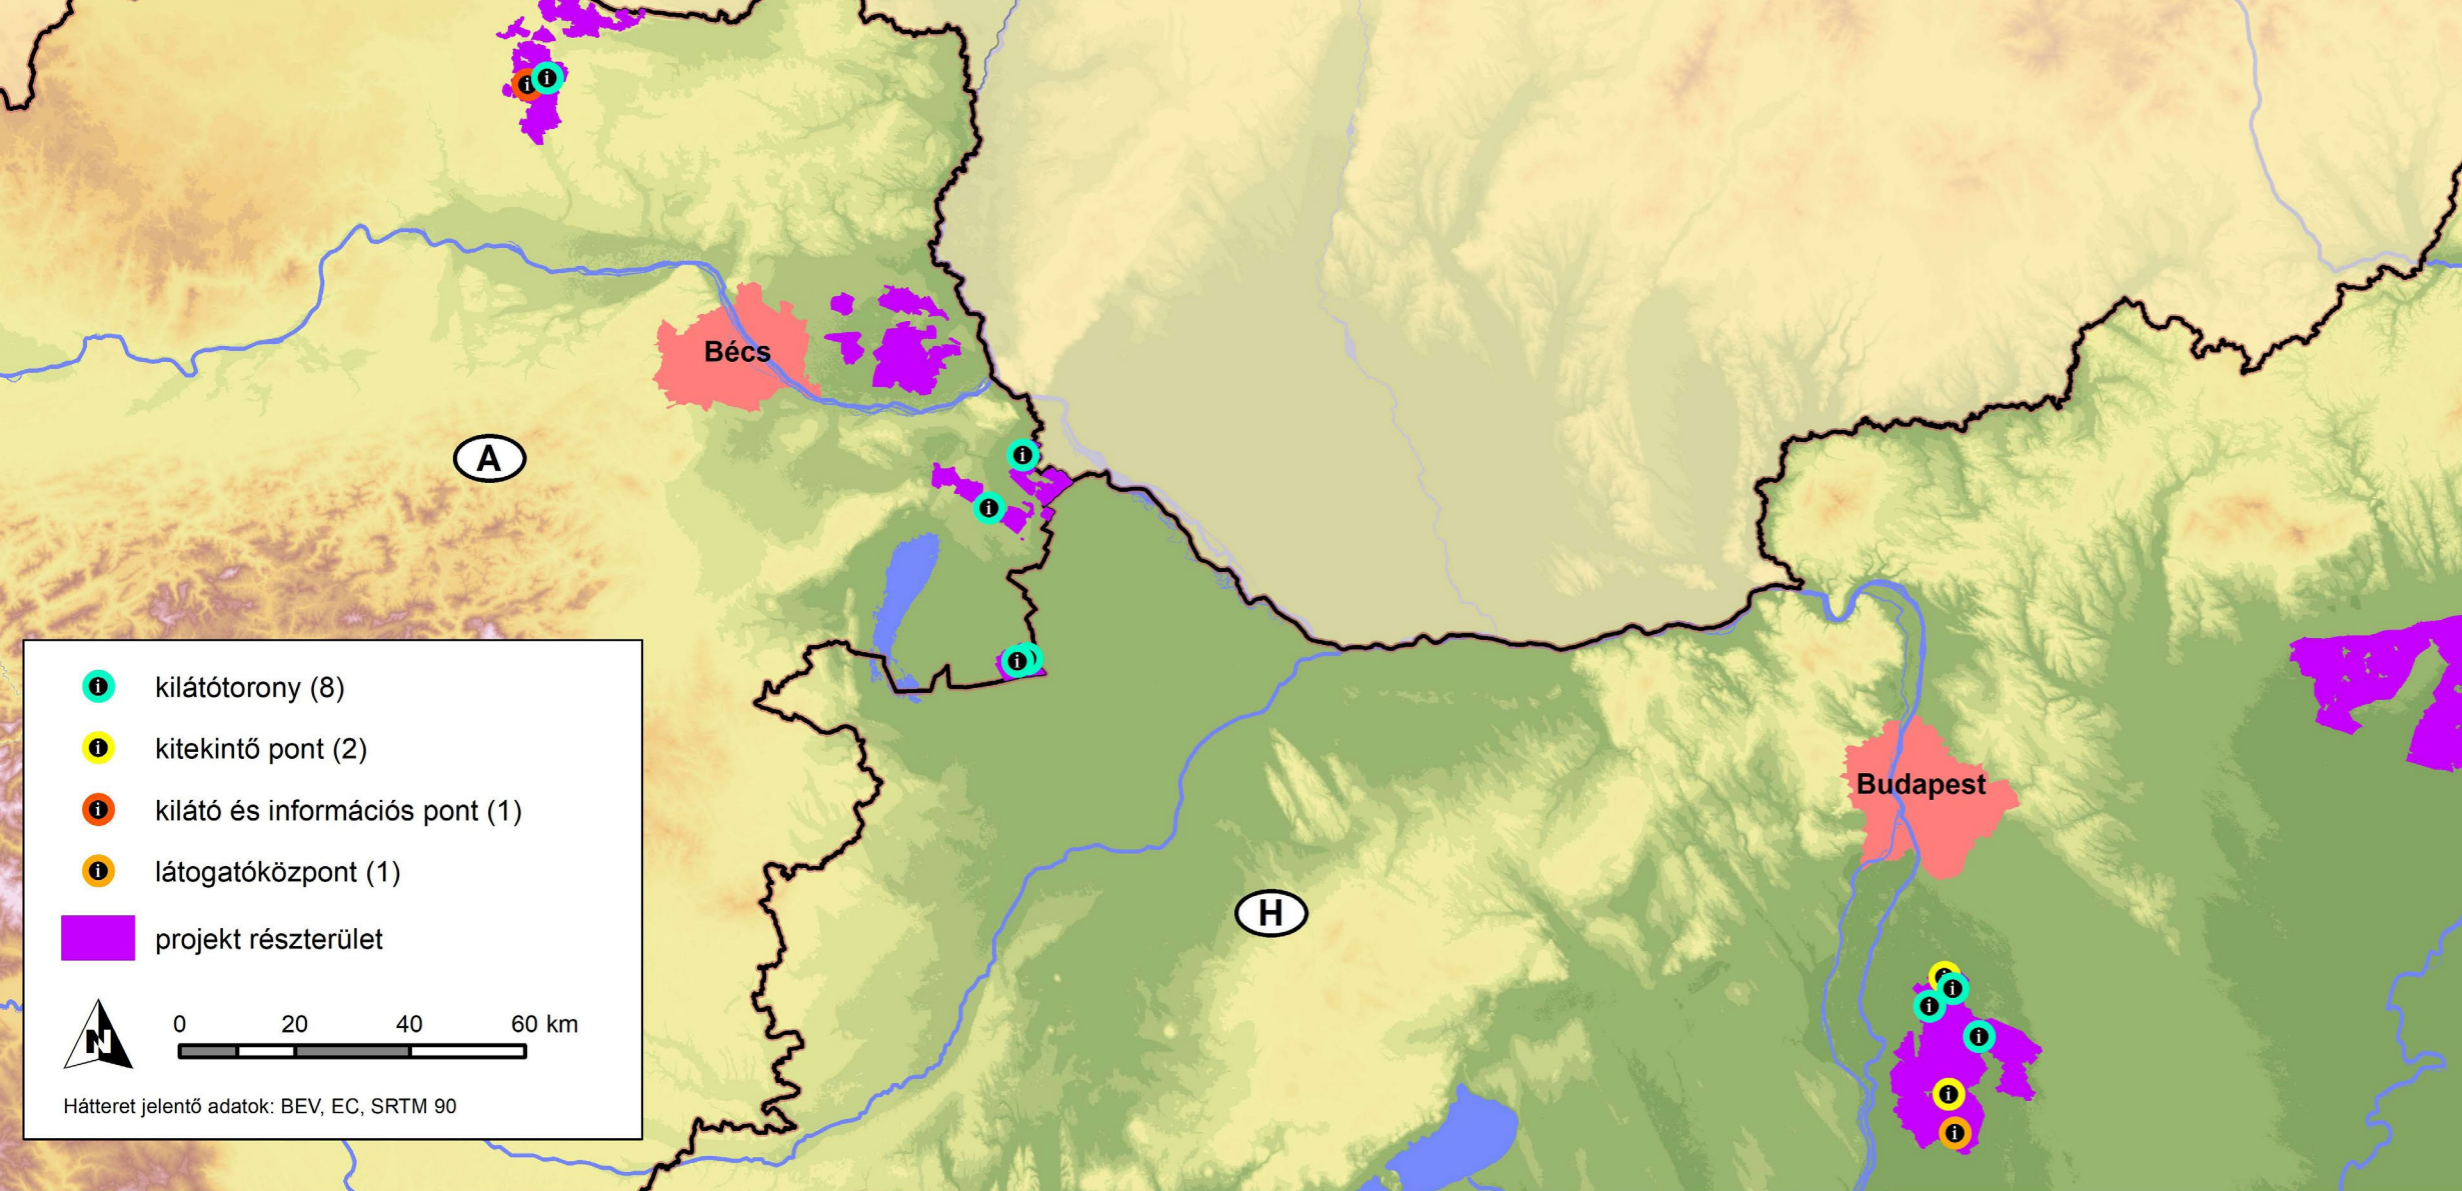 Bécs
A
Budapest
H
kilátótorony (8)
kitekintő pont (2)
kilátó és információs pont (1)
látogatóközpont (1)
projekt részterület
N
0 20 40 60 km
Hátteret jelentő adatok: BEV, EC, SRTM 90